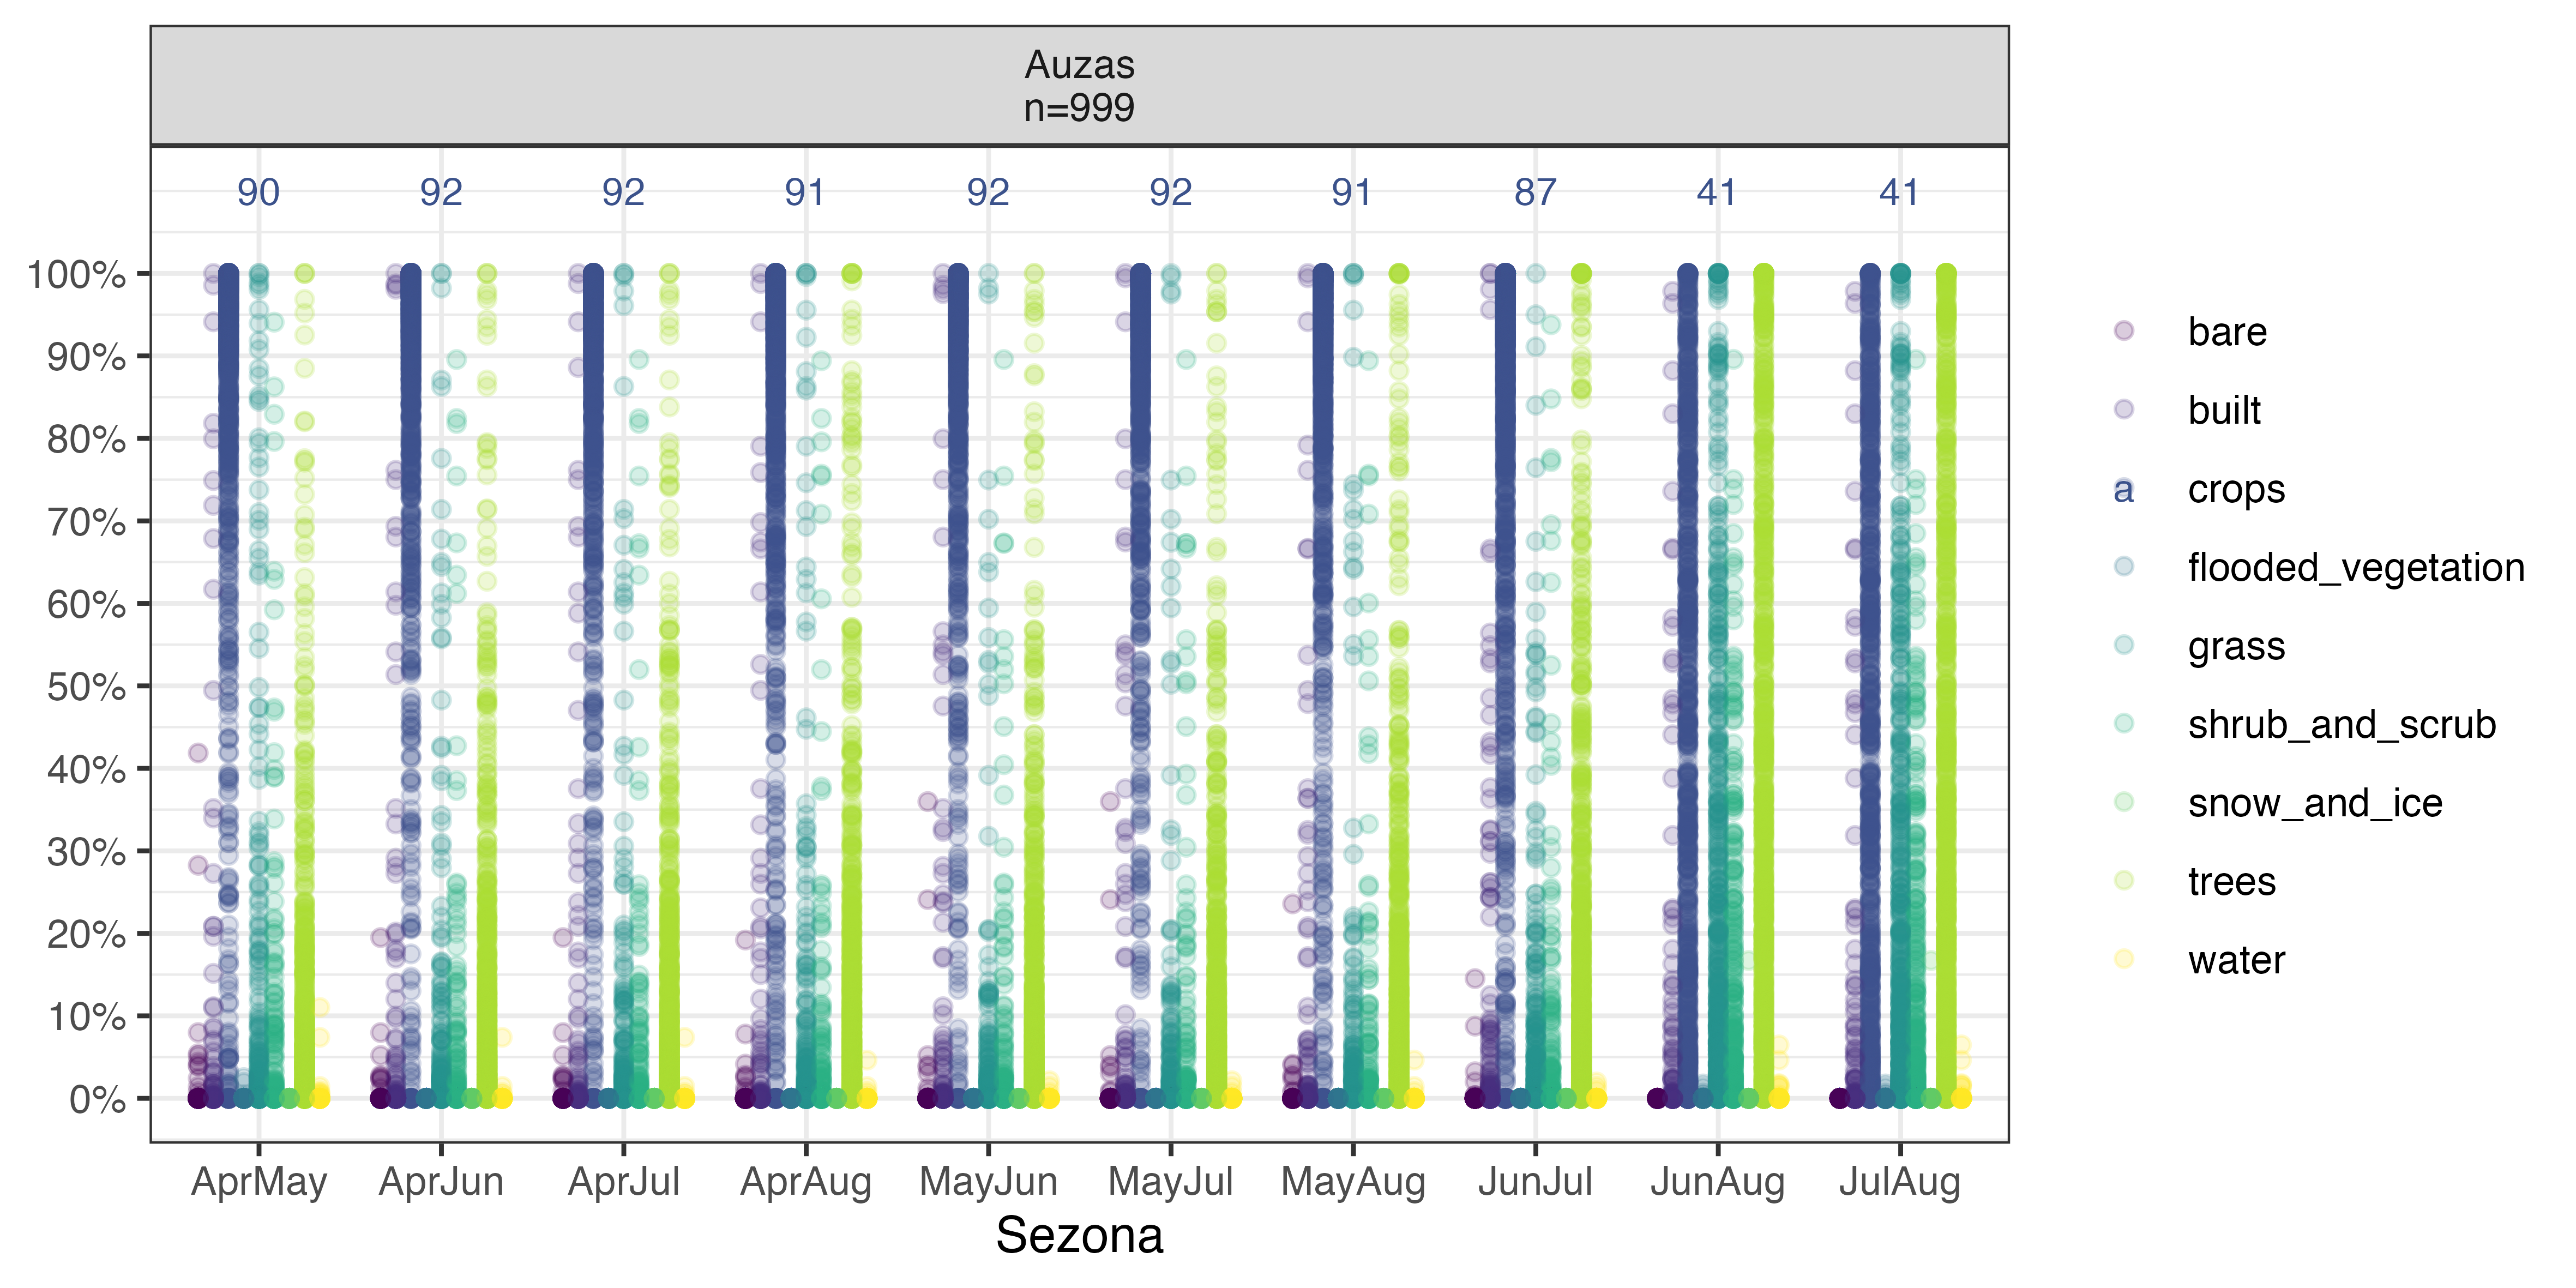 Auzas
n=999
90 92 92 91 92 92 91 87 41 41
100%
90%
80%
70%
60%
50%
40%
30%
20%
10%
0%
AprMay AprJun AprJul AprAug MayJun MayJul MayAug JunJul JunAug JulAug
Sezona
bare
built
a crops
flooded_vegetation
grass
shrub_and_scrub
snow_and_ice
trees
water